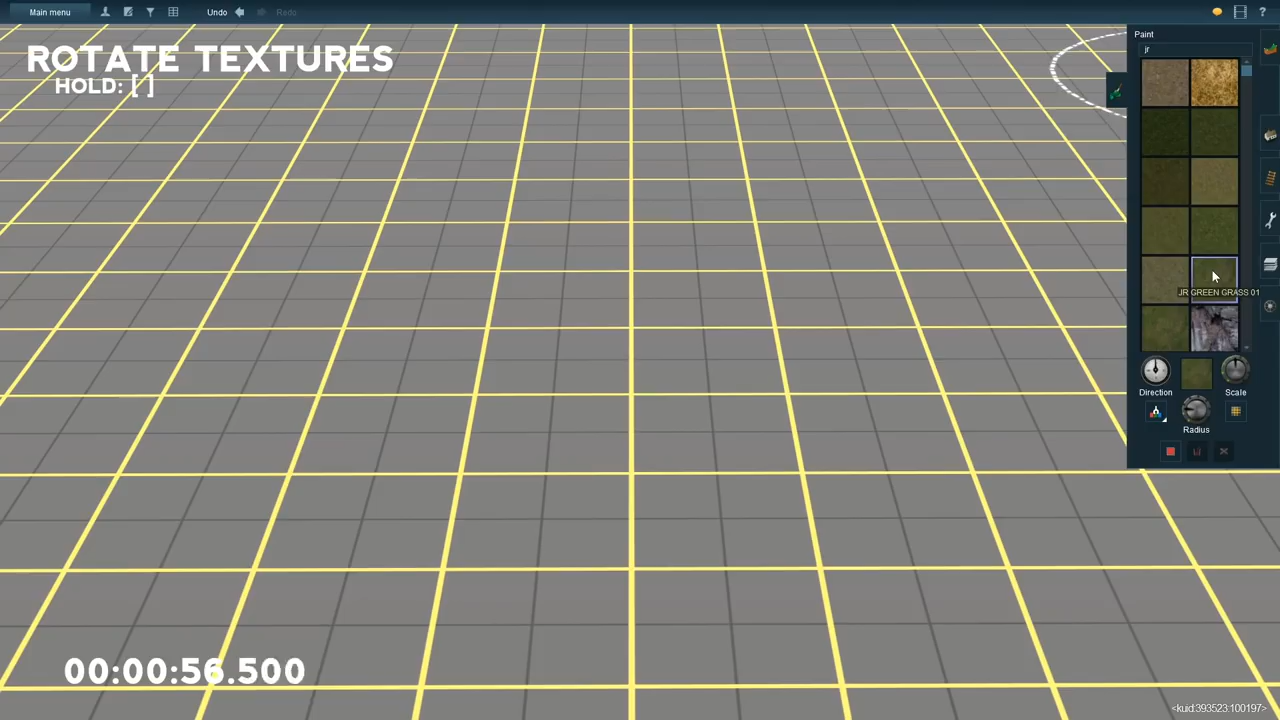 Main menu
Undo
Redo
?
ROTATE TEXTURES
HOLD: [ ]
Paint
jr
JR GREEN GRASS 01
Direction
Scale
Radius
00:00:56.500
<kuid:393523:100197>